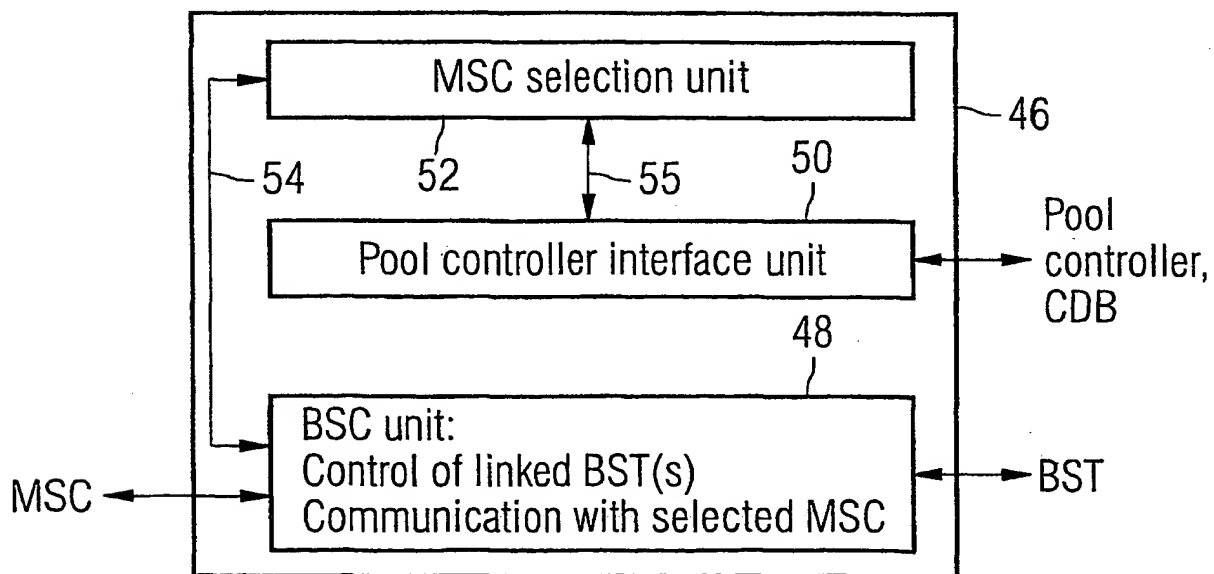 MSC selection unit
46
54
52
55
50
Pool controller interface unit
Pool
controller,
CDB
48
BSC unit:
Control of linked BST(s)
Communication with selected MSC
MSC
BST